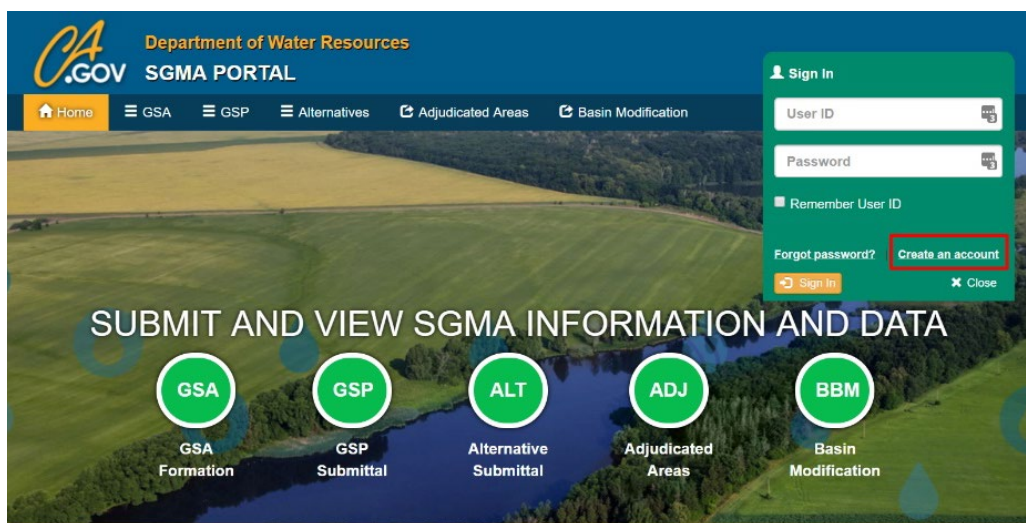 CA
.GOV
Department of Water Resources
SGMA PORTAL
Home GSA GSP Alternatives Adjudicated Areas Basin Modification
Sign In
User ID
Password
Remember User ID
Forgot password? | Create an account
Sign In Close
SUBMIT AND VIEW SGMA INFORMATION AND DATA
GSA GSP ALT ADJ BBM
GSA GSP Alternative Adjudicated Basin
Formation Submittal Submittal Areas Modification